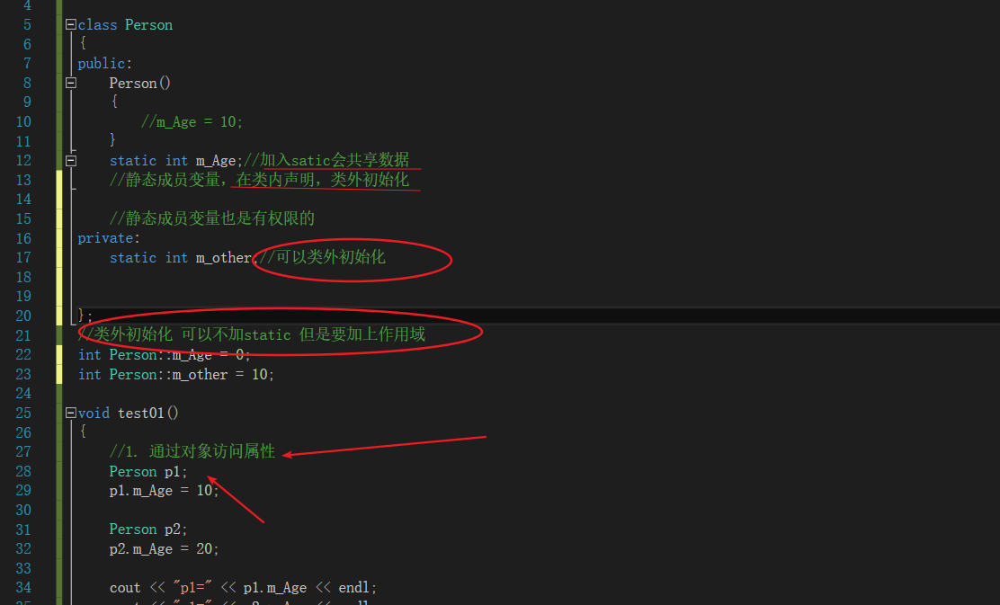 4
5 class Person
6 {
7 public:
8 Person()
9 {
10 //m_Age = 10;
11 }
12 static int m_Age;//加入satic会共享数据
13 //静态成员变量，在类内声明，类外初始化
14
15 //静态成员变量也是有权限的
16 private:
17 static int m_other;//可以类外初始化
18
19
20 };
21 //类外初始化 可以不加static 但是要加上作用域
22 int Person::m_Age = 0;
23 int Person::m_other = 10;
24
25 void test01()
26 {
27 //1. 通过对象访问属性
28 Person p1;
29 p1.m_Age = 10;
30
31 Person p2;
32 p2.m_Age = 20;
33
34 cout << "p1=" << p1.m_Age << endl;